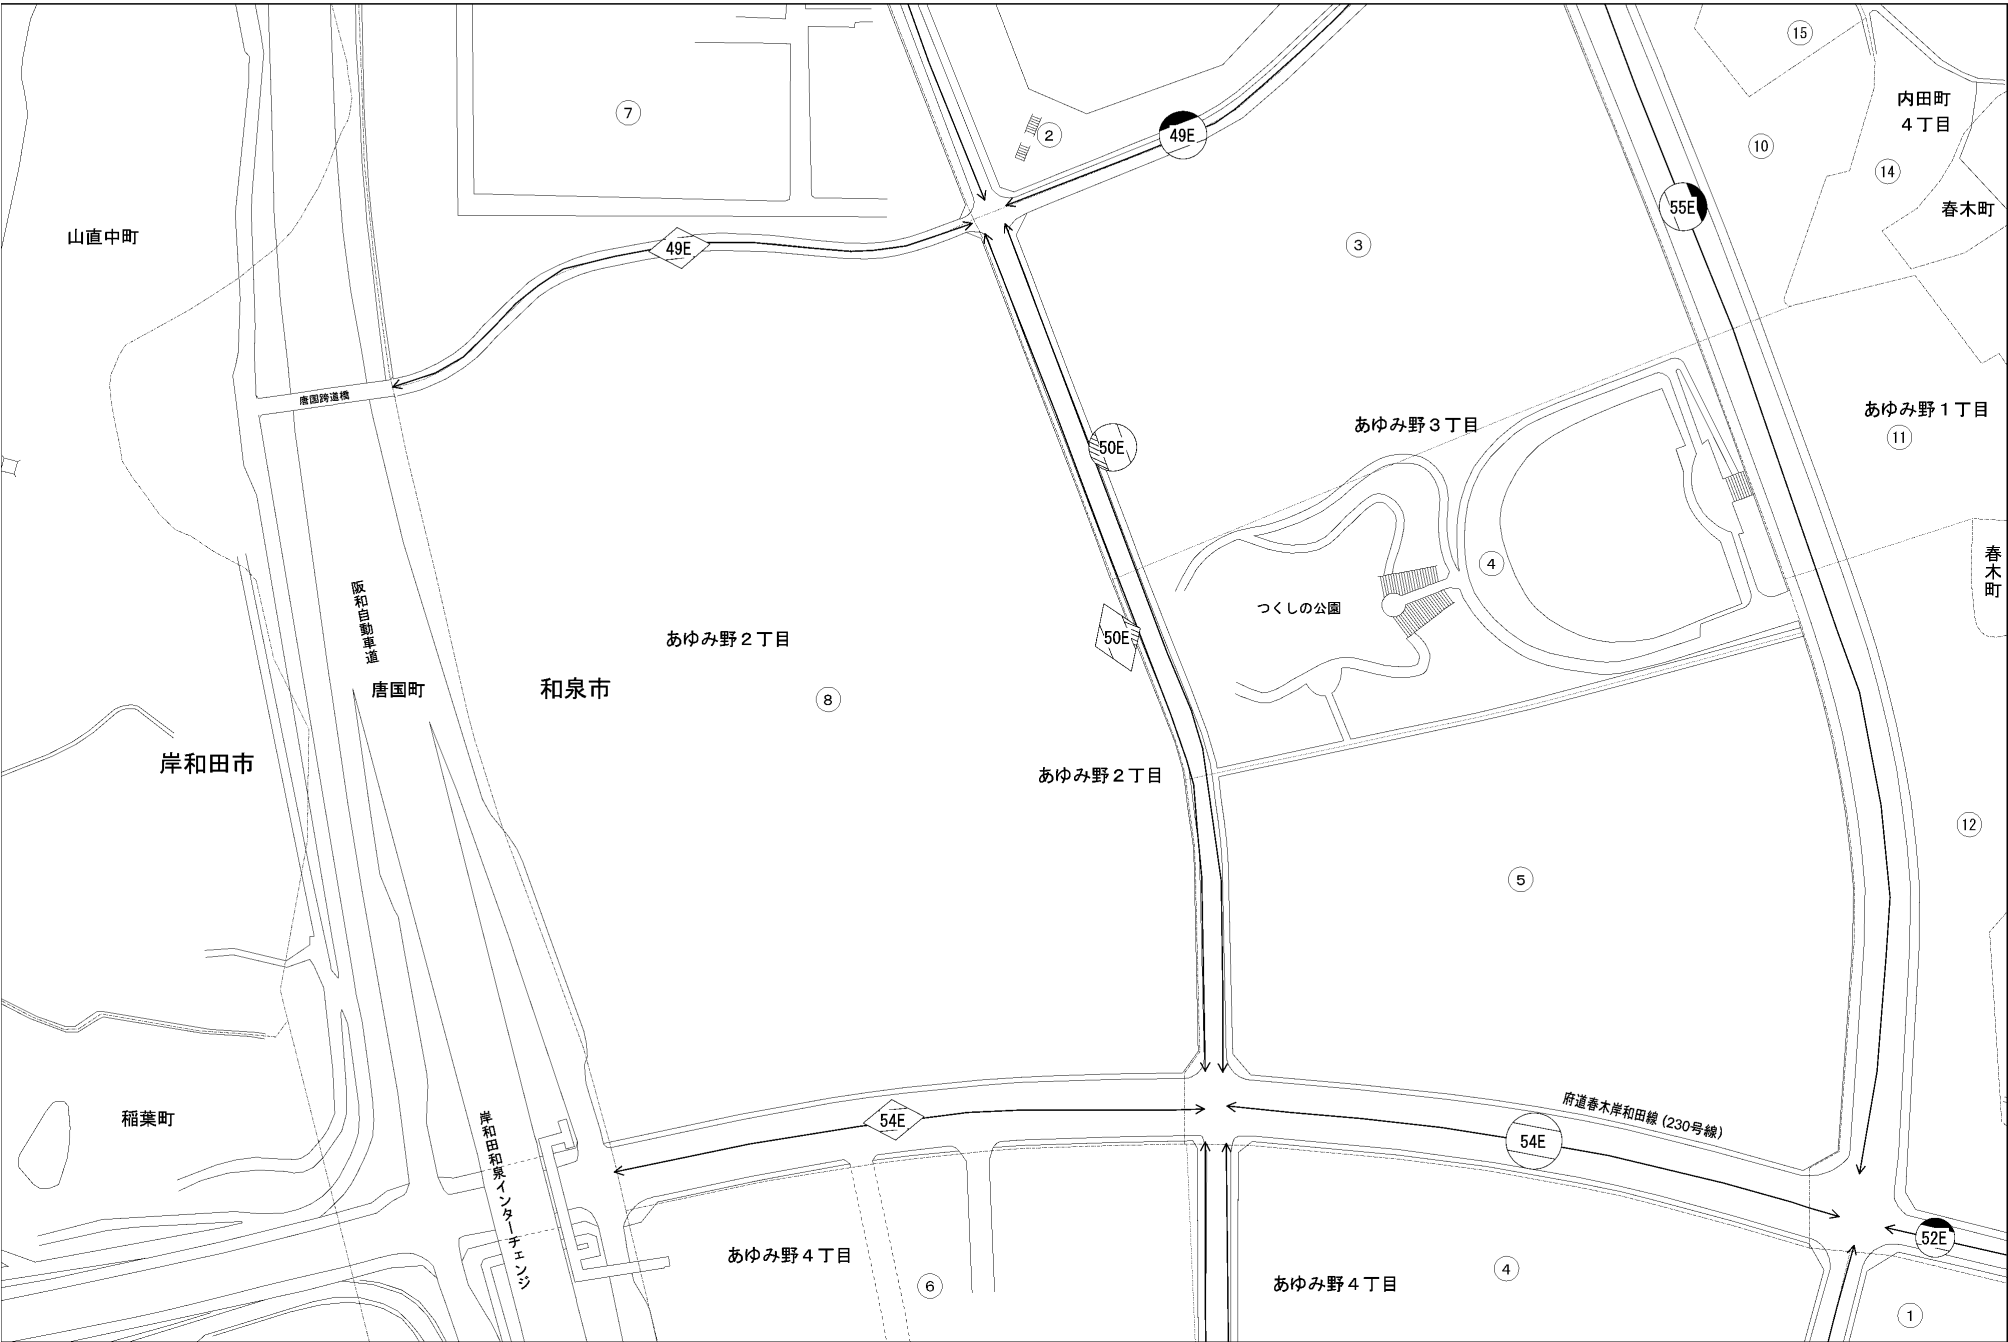 ⑮
内田町
４丁目
⑦
②
49E
⑩
⑭
55E
春木町
山直中町
49E
③
唐国跨道橋
あゆみ野１丁目
あゆみ野３丁目
⑪
50E
春木町
④
阪和自動車道
つくしの公園
あゆみ野２丁目
50E
唐国町
和泉市
⑧
岸和田市
あゆみ野２丁目
⑫
⑤
稲葉町
54E
府道春木岸和田線(230号線)
54E
岸和田和泉インターチェンジ
52E
あゆみ野４丁目
⑥
あゆみ野４丁目
④
①